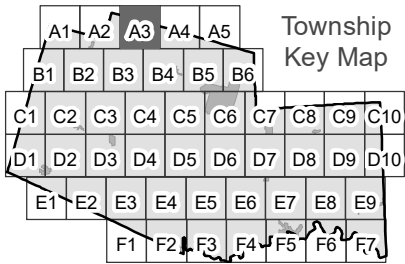 Township
Key Map
A1 A2 A3 A4 A5
B1 B2 B3 B4 B5 B6
C1 C2 C3 C4 C5 C6 C7 C8 C9 C10
D1 D2 D3 D4 D5 D6 D7 D8 D9 D10
E1 E2 E3 E4 E5 E6 E7 E8 E9
F1 F2 F3 F4 F5 F6 F7